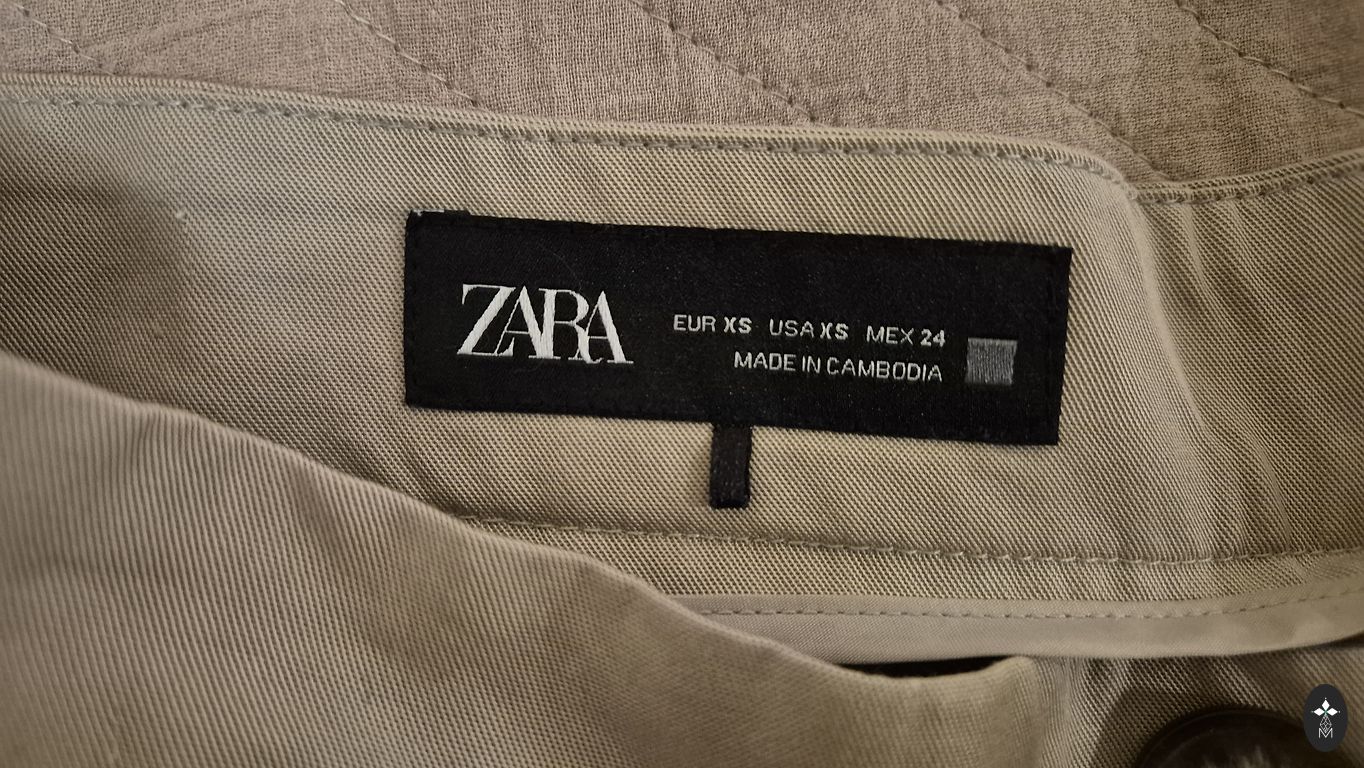 ZARA
EUR XS USA XS MEX 24
MADE IN CAMBODIA
M